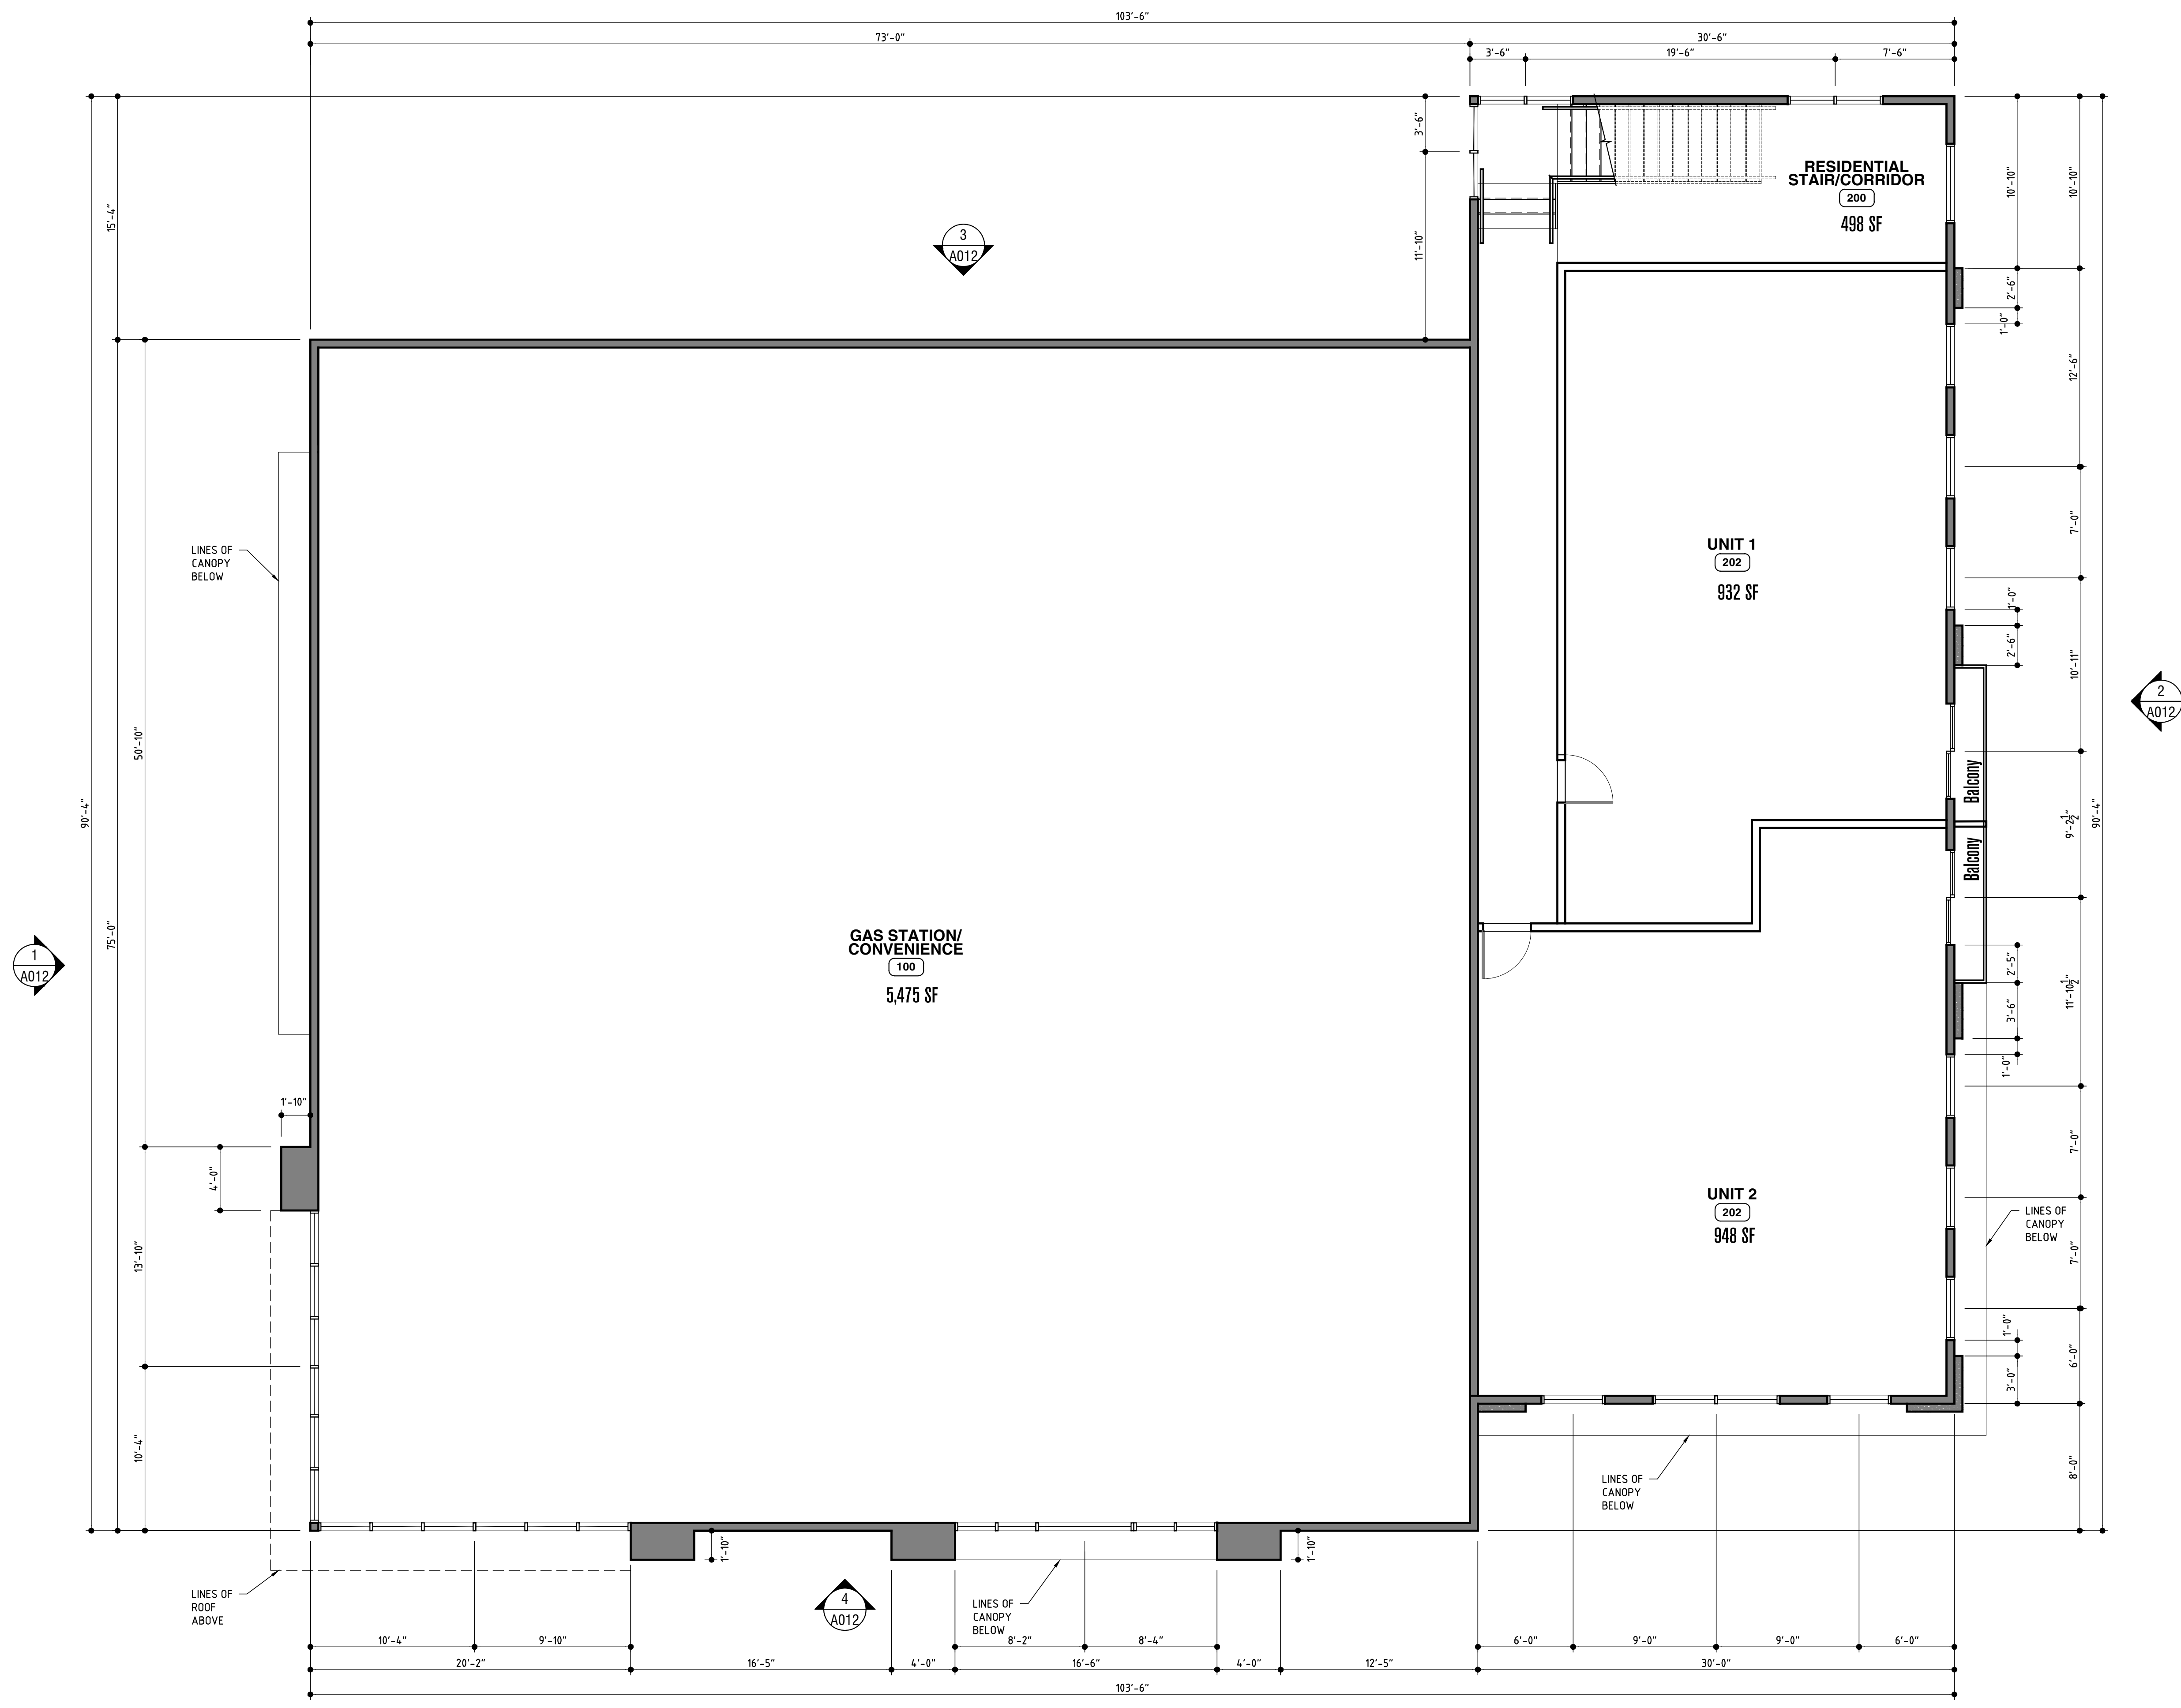 103'-6"
73'-0"
30'-6"
3'-6"
19'-6"
7'-6"
15'-4"
3'-6"
11'-10"
3
A012
RESIDENTIAL
STAIR/CORRIDOR
200
498 SF
10'-10"
10'-10"
2'-6"
1'-0"
12'-6"
LINES OF
CANOPY
BELOW
UNIT 1
202
932 SF
7'-0"
1'-0"
2'-6"
10'-11"
2
A012
50'-10"
90'-4"
75'-0"
Balcony
Balcony
9'-2 1/2"
90'-4"
GAS STATION/
CONVENIENCE
100
5,475 SF
1
A012
2'-5"
3'-6"
11'-10 1/2"
1'-0"
1'-10"
4'-0"
7'-0"
UNIT 2
202
948 SF
LINES OF
CANOPY
BELOW
13'-10"
7'-0"
1'-0"
6'-0"
3'-0"
10'-4"
LINES OF
CANOPY
BELOW
8'-0"
1'-10"
1'-10"
LINES OF
ROOF
ABOVE
4
A012
LINES OF
CANOPY
BELOW
10'-4"
9'-10"
8'-2"
8'-4"
6'-0"
9'-0"
9'-0"
6'-0"
20'-2"
16'-5"
4'-0"
16'-6"
4'-0"
12'-5"
30'-0"
103'-6"